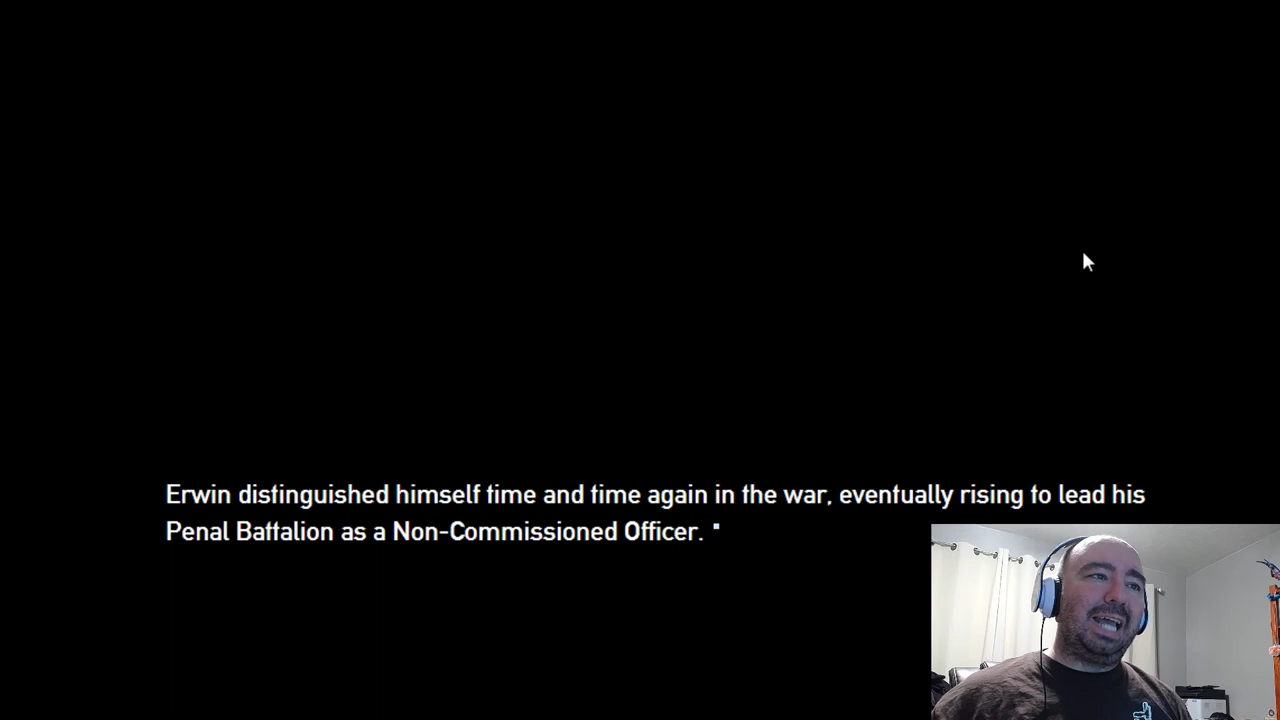 Erwin distinguished himself time and time again in the war, eventually rising to lead his
Penal Battalion as a Non-Commissioned Officer.